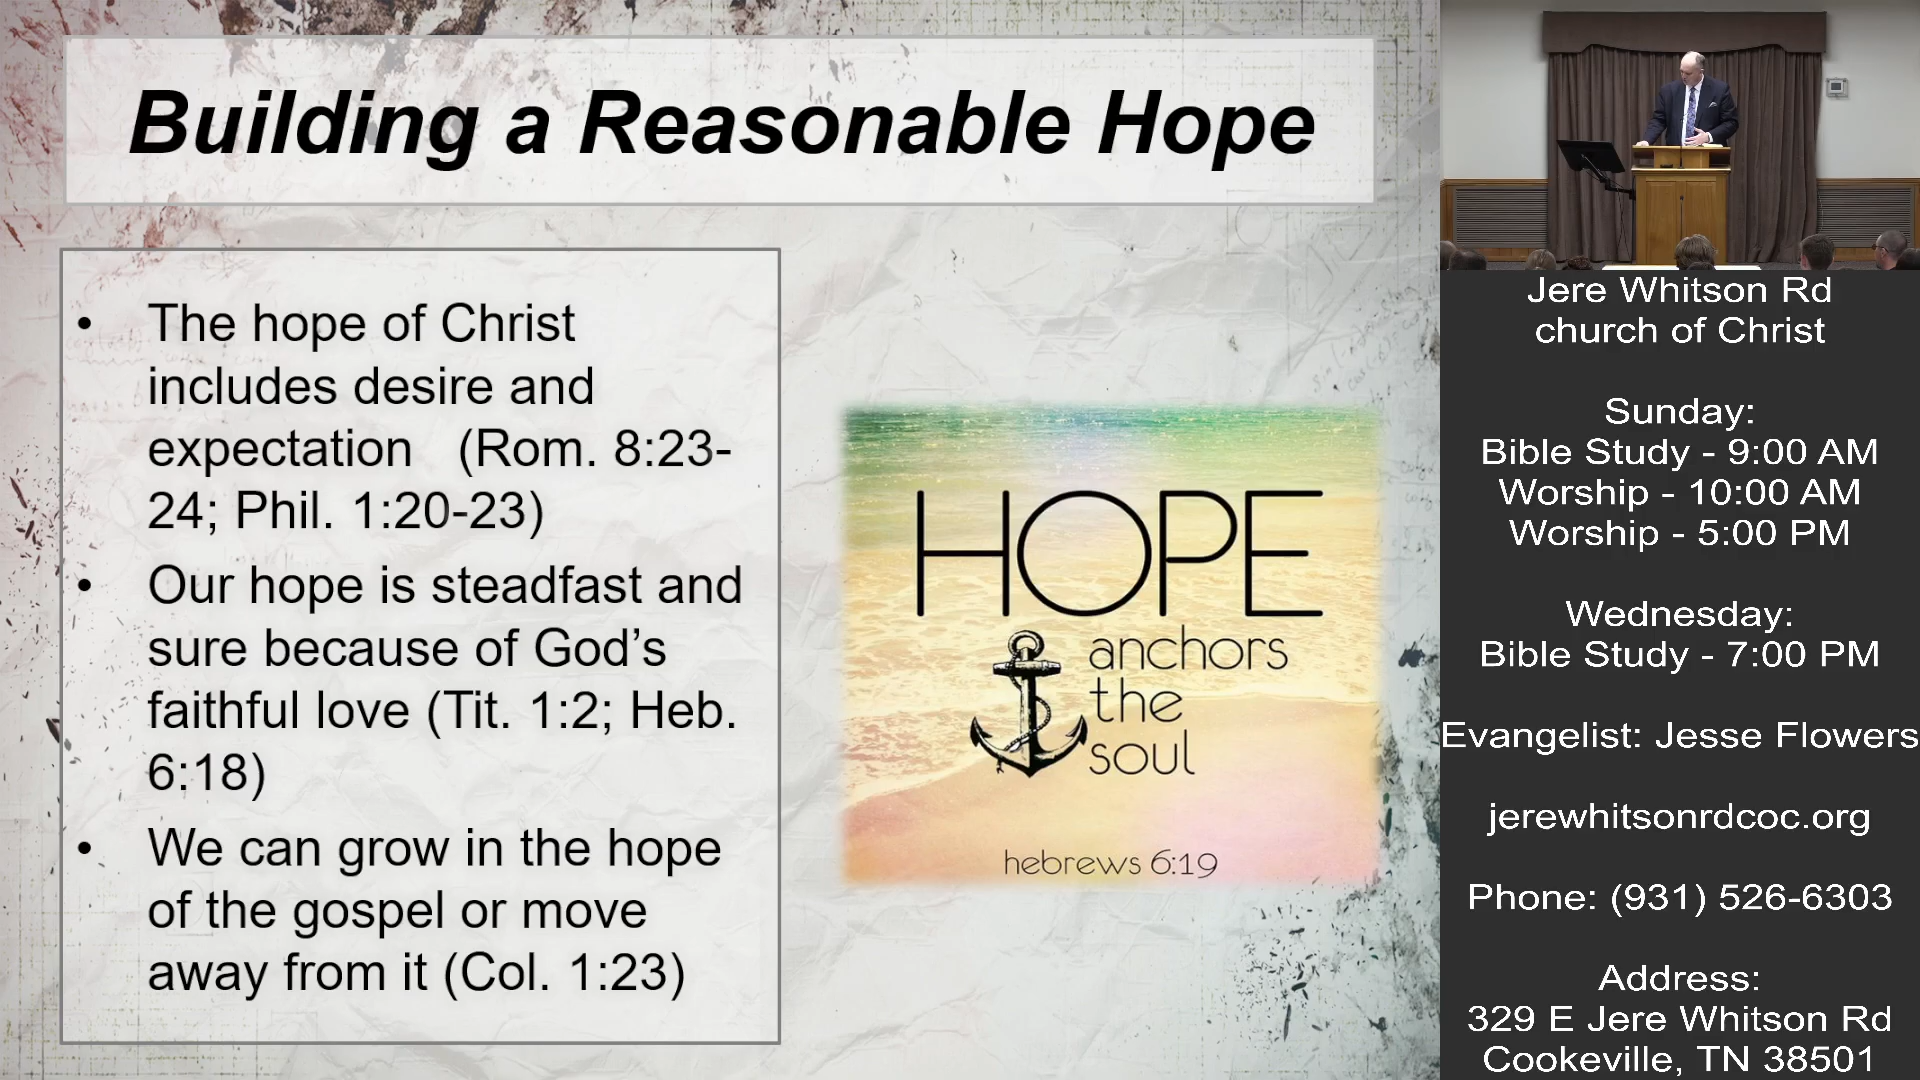 Building a Reasonable Hope
• The hope of Christ
includes desire and
expectation (Rom. 8:23-
24; Phil. 1:20-23)
• Our hope is steadfast and
sure because of God’s
faithful love (Tit. 1:2; Heb.
6:18)
• We can grow in the hope
of the gospel or move
away from it (Col. 1:23)
HOPE
anchors
the
soul
hebrews 6:19
Jere Whitson Rd
church of Christ
Sunday:
Bible Study - 9:00 AM
Worship - 10:00 AM
Worship - 5:00 PM
Wednesday:
Bible Study - 7:00 PM
Evangelist: Jesse Flowers
jerewhitsonrdcoc.org
Phone: (931) 526-6303
Address:
329 E Jere Whitson Rd
Cookeville, TN 38501